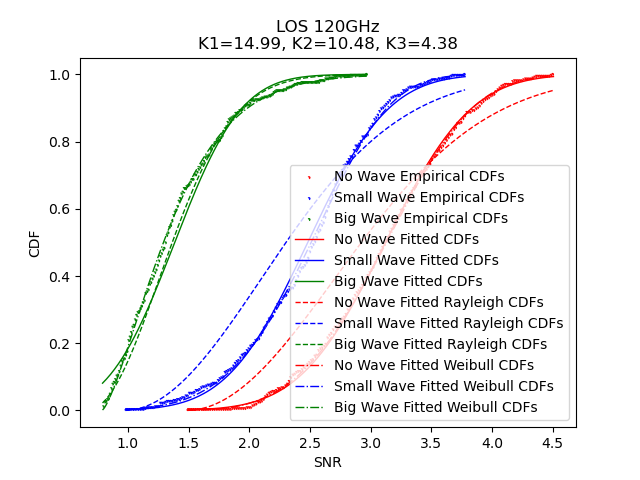 LOS 120GHz
K1=14.99, K2=10.48, K3=4.38
1.0
0.8
0.6
0.4
0.2
0.0
CDF
No Wave Empirical CDFs
Small Wave Empirical CDFs
Big Wave Empirical CDFs
No Wave Fitted CDFs
Small Wave Fitted CDFs
Big Wave Fitted CDFs
No Wave Fitted Rayleigh CDFs
Small Wave Fitted Rayleigh CDFs
Big Wave Fitted Rayleigh CDFs
No Wave Fitted Weibull CDFs
Small Wave Fitted Weibull CDFs
Big Wave Fitted Weibull CDFs
1.0 1.5 2.0 2.5 3.0 3.5 4.0 4.5
SNR